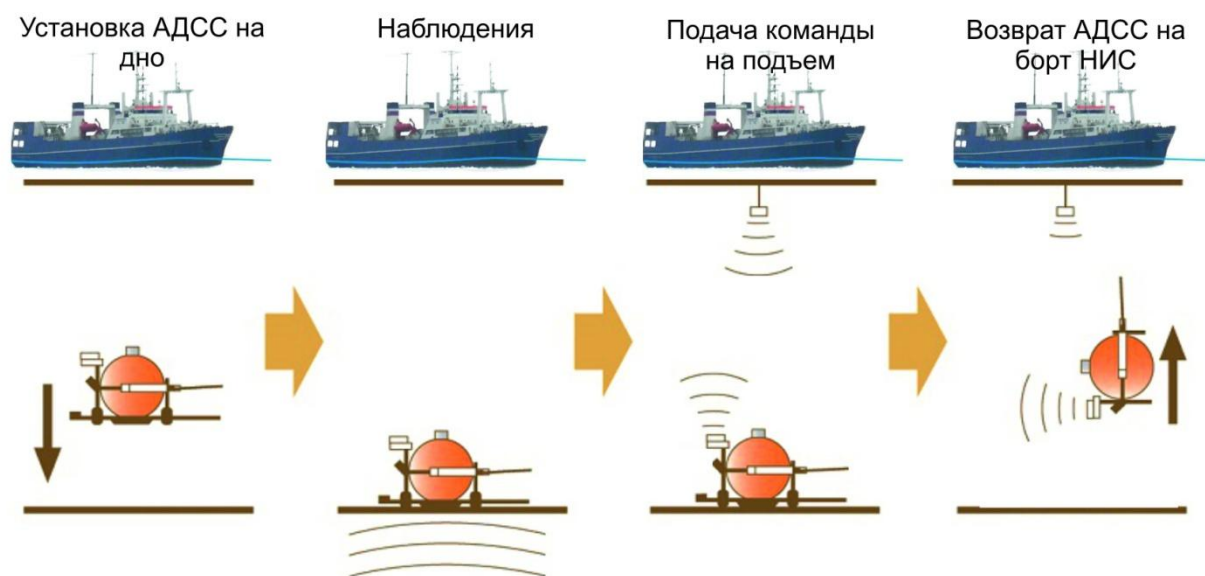 Установка АДСС на
дно
Наблюдения
Подача команды
на подъем
Возврат АДСС на
борт НИС